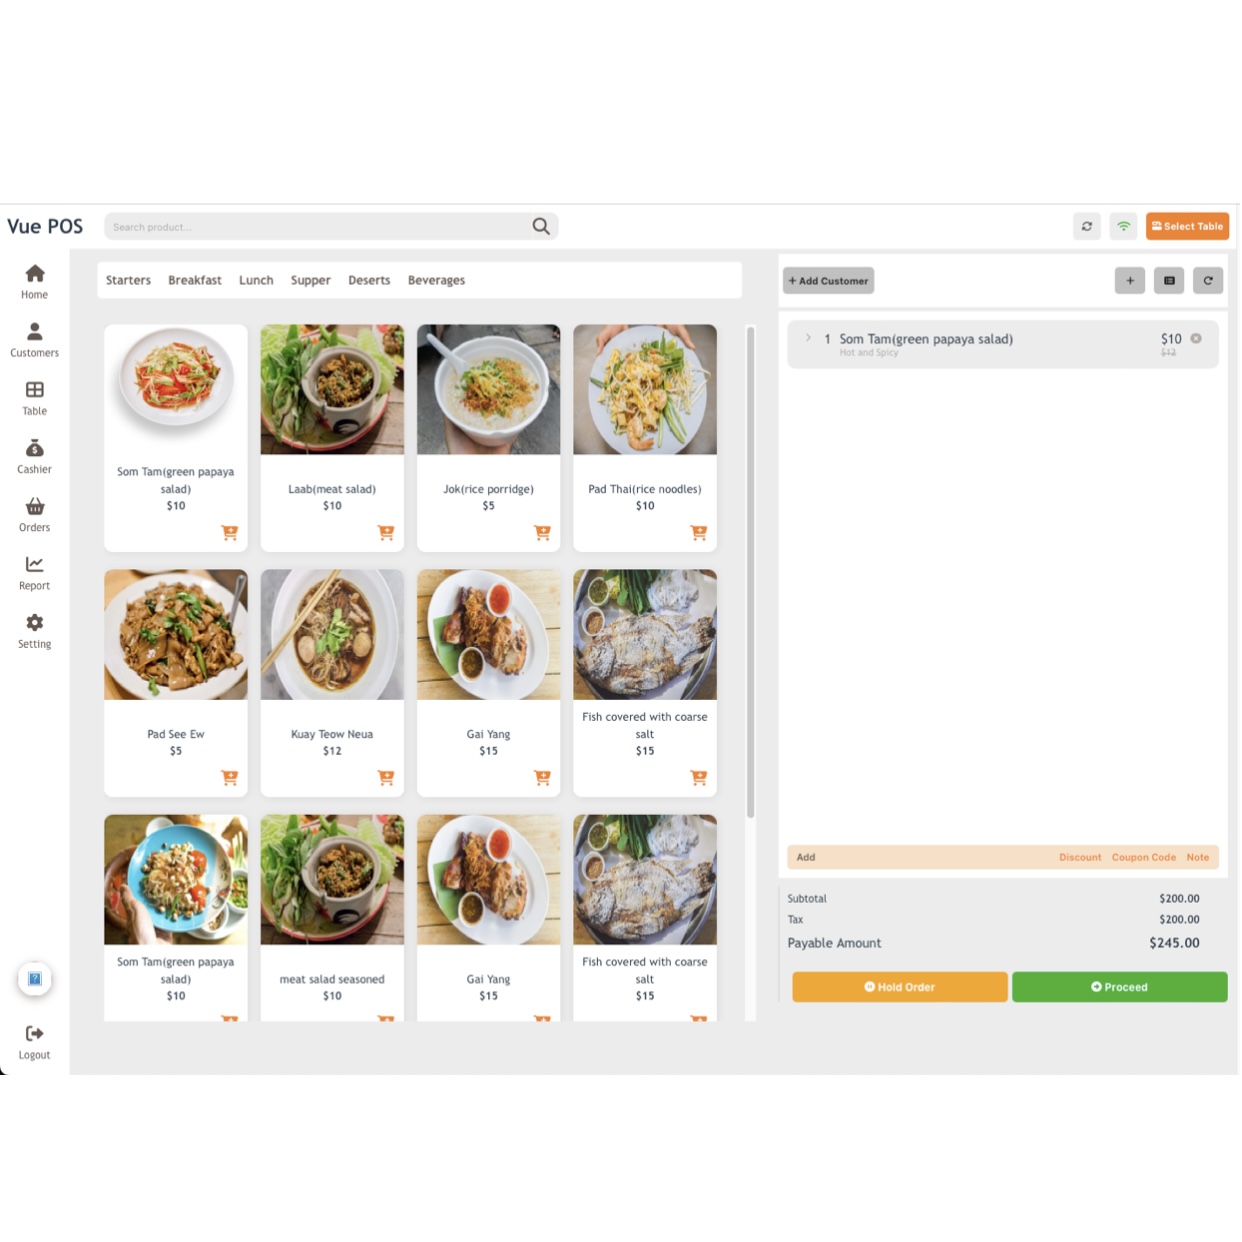 Vue POS
Search product...
Select Table
Home
Customers
Table
Cashier
Orders
Report
Setting
Logout
Starters Breakfast Lunch Supper Deserts Beverages
Som Tam(green papaya
salad)
$10
Laab(meat salad)
$10
Jok(rice porridge)
$5
Pad Thai(rice noodles)
$10
Pad See Ew
$5
Kuay Teow Neua
$12
Gai Yang
$15
Fish covered with coarse
salt
$15
Som Tam(green papaya
salad)
$10
meat salad seasoned
$10
Gai Yang
$15
Fish covered with coarse
salt
$15
+ Add Customer
1 Som Tam(green papaya salad) $10
Hot and Spicy $12
Add Discount Coupon Code Note
Subtotal $200.00
Tax $200.00
Payable Amount $245.00
Hold Order
Proceed